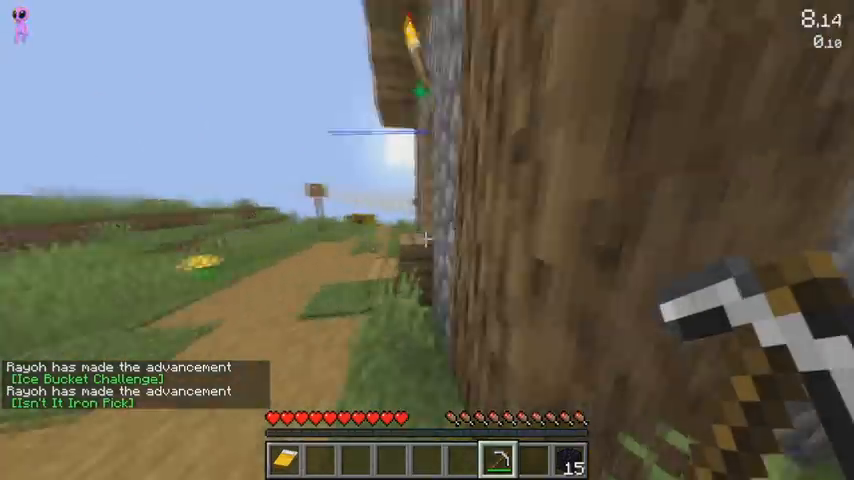 8.14
0.10
Rayoh has made the advancement
[Ice Bucket Challenge]
Rayoh has made the advancement
[Isn't It Iron Pick]
15